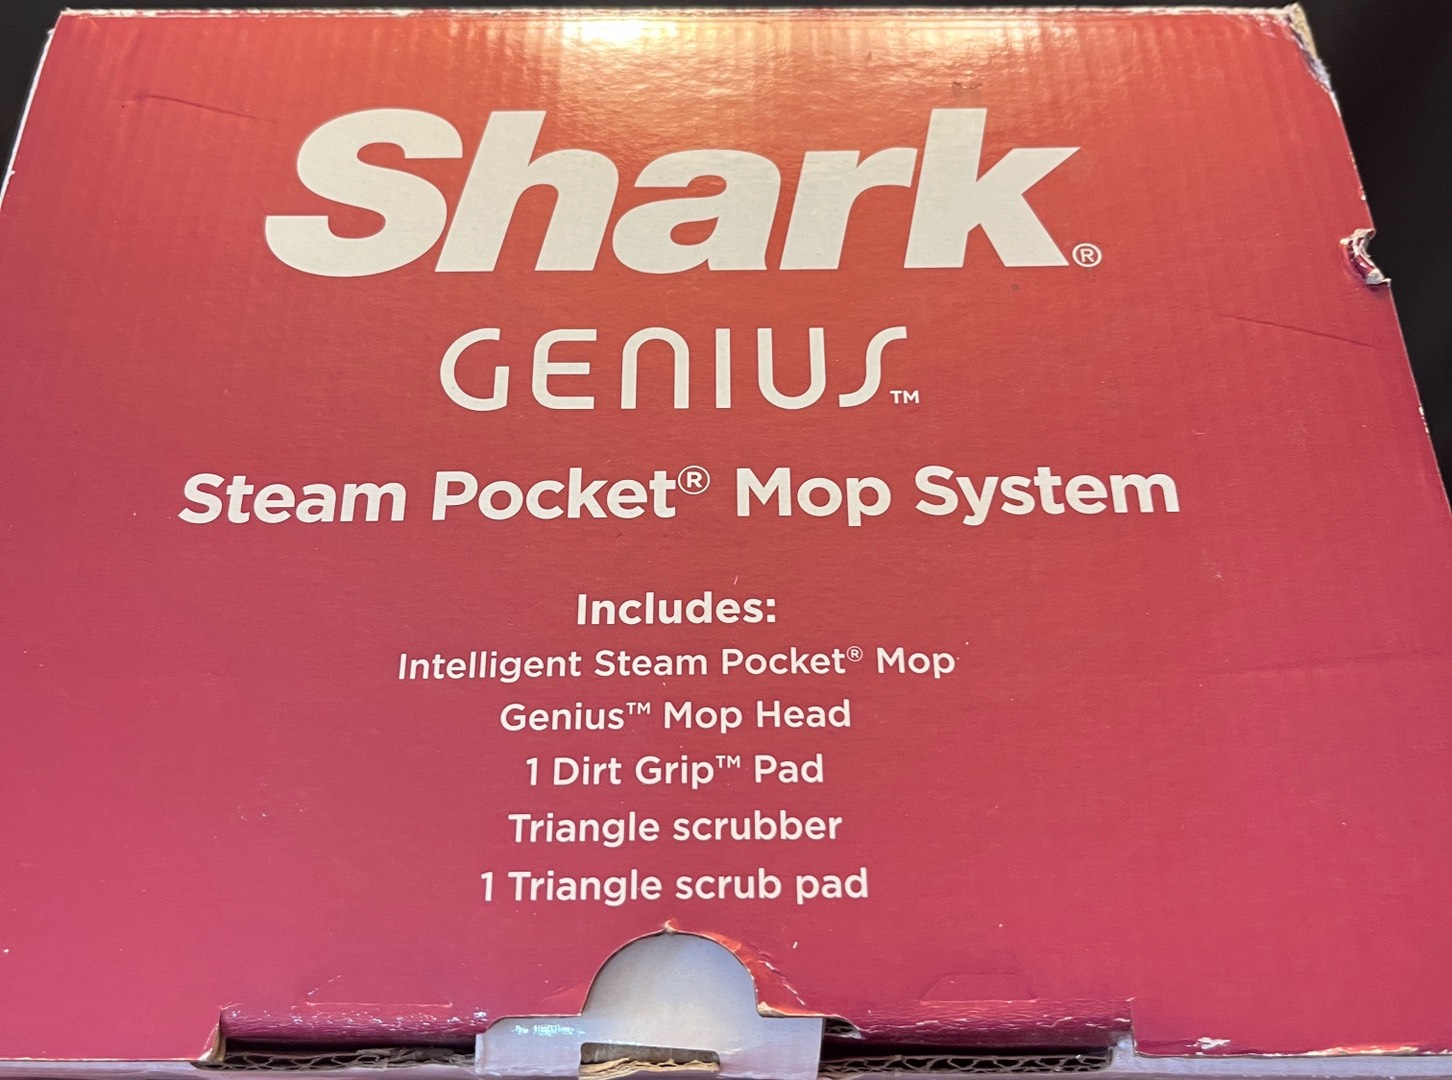 Shark®
GENIUS™
Steam Pocket® Mop System
Includes:
Intelligent Steam Pocket® Mop
Genius™ Mop Head
1 Dirt Grip™ Pad
Triangle scrubber
1 Triangle scrub pad